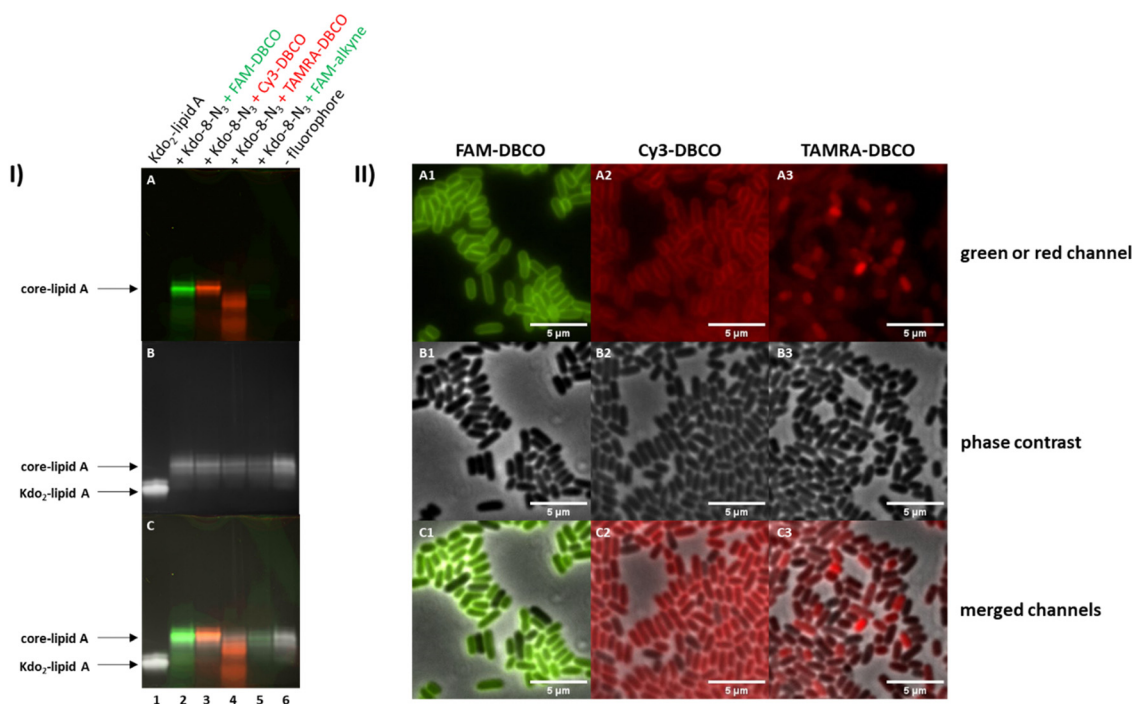 I)
Kdo2-lipid A
+ Kdo-8-N3 + FAM-DBCO
+ Kdo-8-N3 + Cy3-DBCO
+ Kdo-8-N3 + TAMRA-DBCO
+ Kdo-8-N3 + FAM-alkyne
- fluorophore
A
core-lipid A
B
core-lipid A
Kdo2-lipid A
C
core-lipid A
Kdo2-lipid A
1 2 3 4 5 6
II)
FAM-DBCO Cy3-DBCO TAMRA-DBCO
A1 A2 A3
green or red channel
5 µm 5 µm 5 µm
B1 B2 B3
phase contrast
5 µm 5 µm 5 µm
C1 C2 C3
merged channels
5 µm 5 µm 5 µm